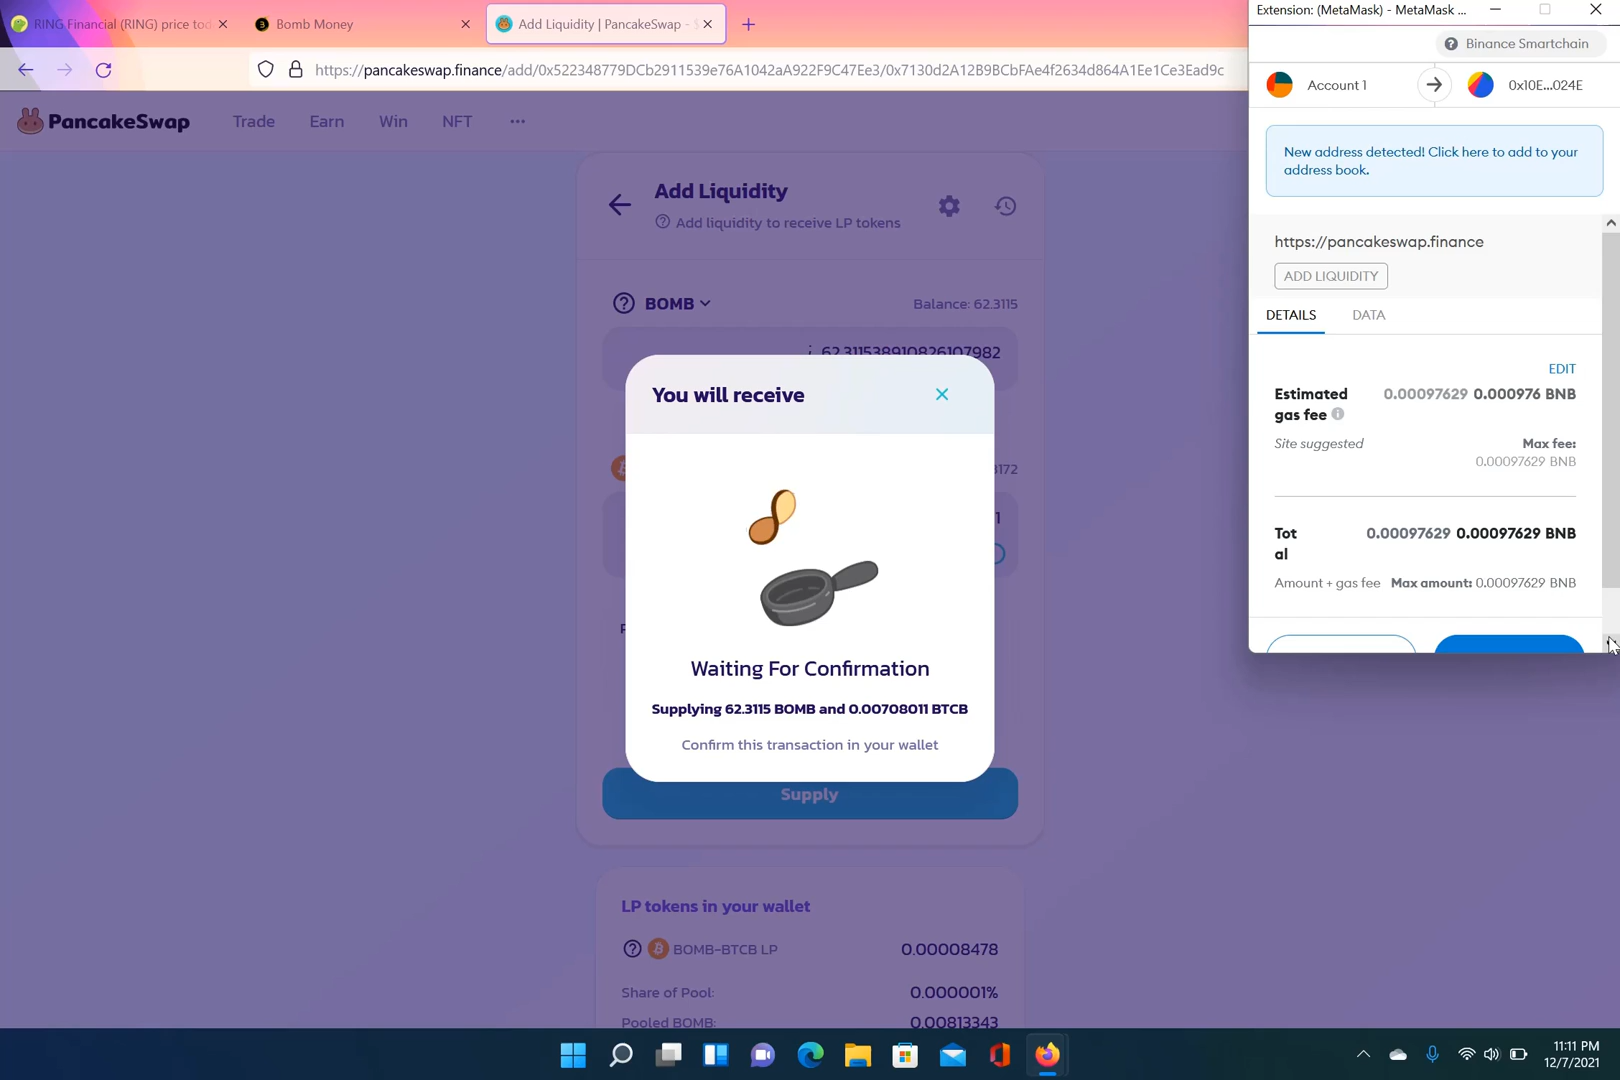 RING Financial (RING) price tod
Bomb Money
Add Liquidity | PancakeSwap - $
https://pancakeswap.finance/add/0x522348779DCb2911539e76A1042aA922F9C47Ee3/0x7130d2A12B9BCbFAe4f2634d864A1Ee1Ce3Ead9c
PancakeSwap
Trade
Earn
Win
NFT
Add Liquidity
Add liquidity to receive LP tokens
BOMB
Balance: 62.3115
62.3115389108261079​82
You will receive
Waiting For Confirmation
Supplying 62.3115 BOMB and 0.00708011 BTCB
Confirm this transaction in your wallet
Supply
LP tokens in your wallet
BOMB-BTCB LP
0.00008478
Share of Pool:
0.000001%
Pooled BOMB:
0.00813343
Extension: (MetaMask) - MetaMask ...
Binance Smartchain
Account 1
0x10E...024E
New address detected! Click here to add to your
address book.
https://pancakeswap.finance
ADD LIQUIDITY
DETAILS
DATA
EDIT
Estimated
gas fee
0.00097629 0.000976 BNB
Site suggested
Max fee:
0.00097629 BNB
Tot
al
0.00097629 0.00097629 BNB
Amount + gas fee
Max amount: 0.00097629 BNB
11:11 PM
12/7/2021